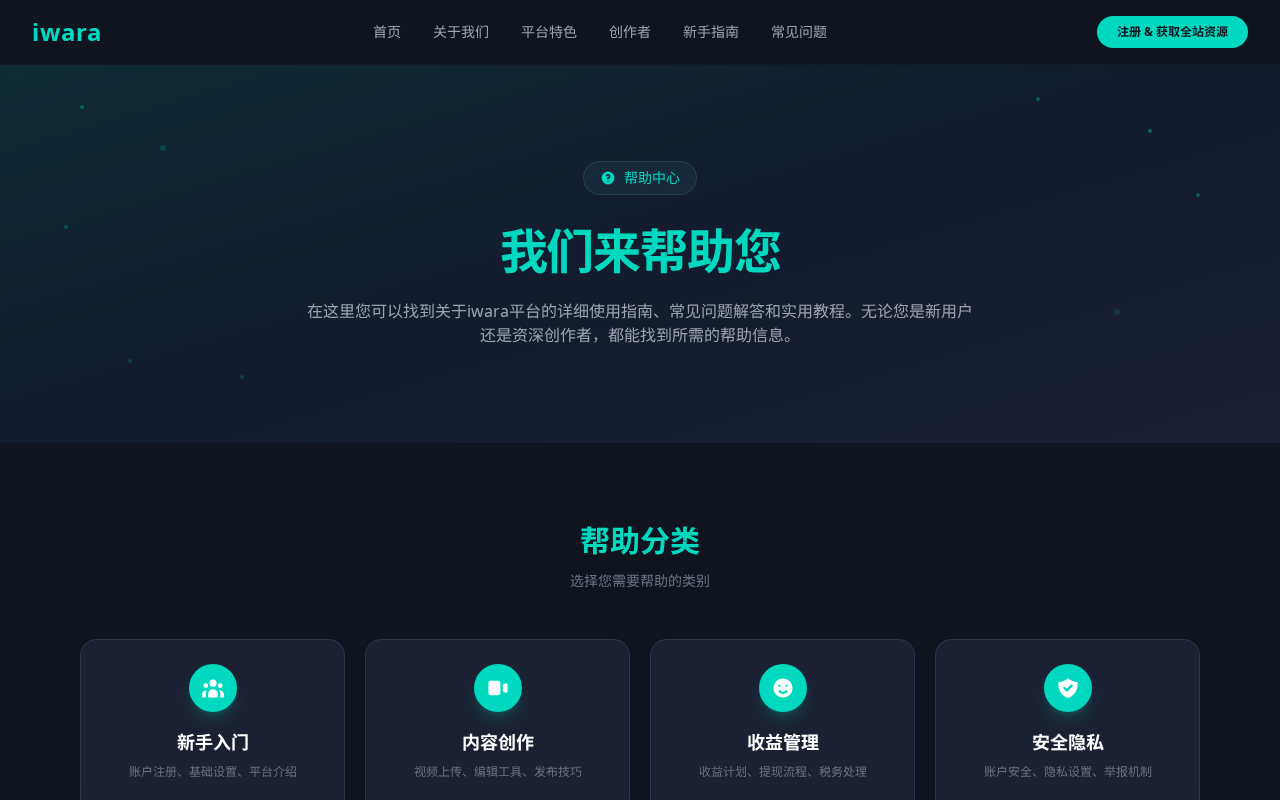 iwara
首页
关于我们
平台特色
创作者
新手指南
常见问题
注册 & 获取全站资源
帮助中心
我们来帮助您
在这里您可以找到关于iwara平台的详细使用指南、常见问题解答和实用教程。无论您是新用户
还是资深创作者，都能找到所需的帮助信息。
帮助分类
选择您需要帮助的类别
新手入门
账户注册、基础设置、平台介绍
内容创作
视频上传、编辑工具、发布技巧
收益管理
收益计划、提现流程、税务处理
安全隐私
账户安全、隐私设置、举报机制